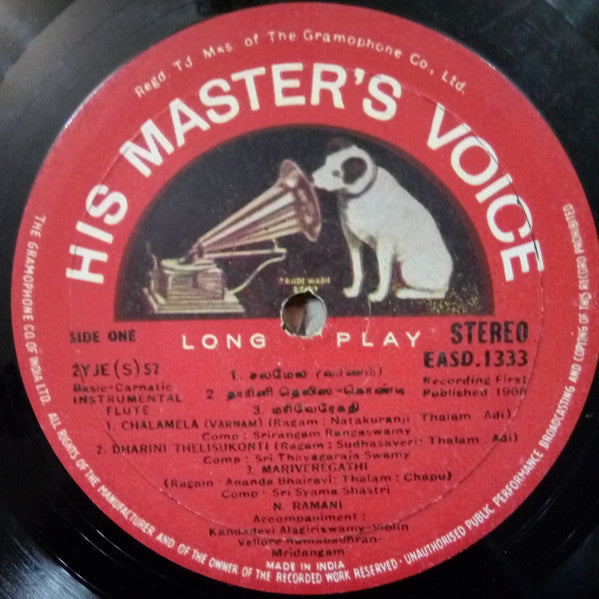 Regd TJ Mks of The Gramophone Co., Ltd.
HIS MASTER'S VOICE
SIDE ONE
LONG PLAY
STEREO
2YJE(S)57
EASD.1333
Basic-Carnatic
INSTRUMENTAL
FLUTE
Recording First
Published 1968
1. சலமேல (வர்ணம்)
2 தாரினி தெலிஸ-கொண்டி
3. மரிவேரேகதி
1. CHALAMELA (VARNAM) (Ragam: Natakuranji Thalam Adi)
Comp: Srirangam Rangaswamy
2. DHARINI THELISUKONTI (Ragam: Sudhasaveri: Thalam. Adi)
Comp: Sri Thayagaraja Swamy
3. MARIVEREGATHI
(Ragam. Ananda Bhairavi: Thalam: Chapu)
Comp. Sri Syama Shastri
N. RAMANI
Accompaniment:
Kandadevi Alagiriswamy-Violin
Vellore Ramabadhran-
Mridangam
MADE IN INDIA
THE GRAMOPHONE CO. OF INDIA LTD. ALL RIGHTS OF THE MANUFACTURER AND OF THE OWNER OF THE RECORDED WORK RESERVED - UNAUTHORISED PUBLIC PERFORMANCE BROADCASTING AND COPYING OF THIS RECORD PROHIBITED